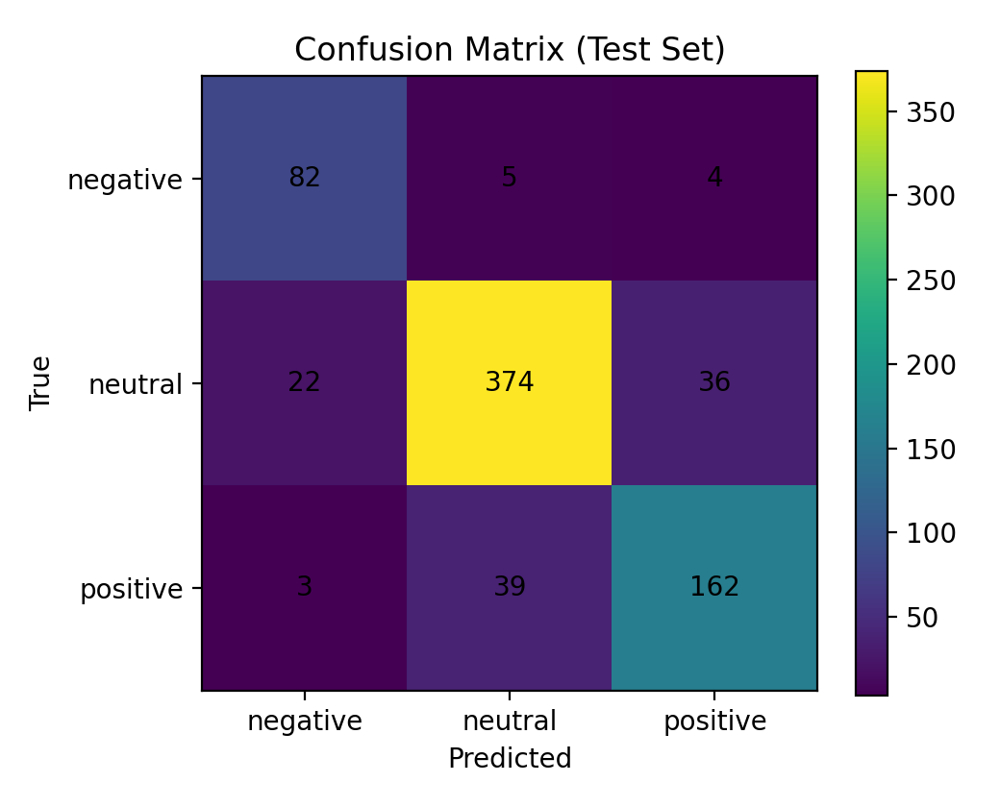 Confusion Matrix (Test Set)
negative 82 5 4
neutral 22 374 36
positive 3 39 162
negative neutral positive
Predicted
True
350
300
250
200
150
100
50